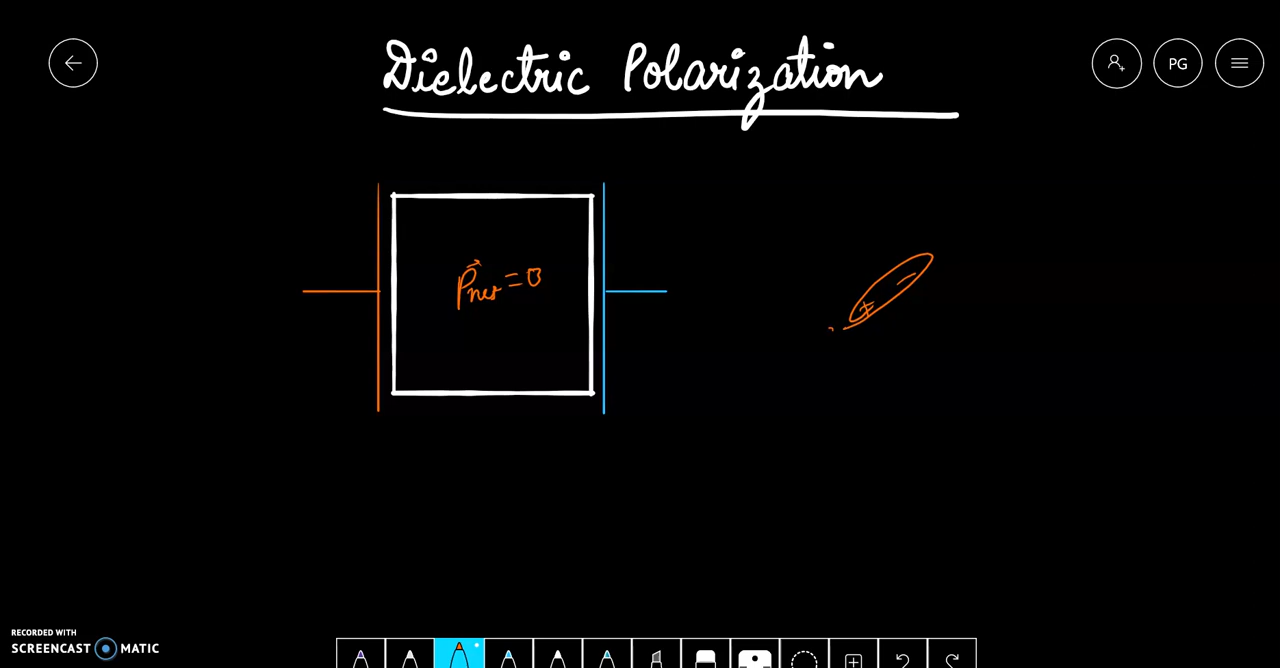 Dielectric Polarization
PG
P⃗net = 0
+ −
RECORDED WITH
SCREENCAST MATIC